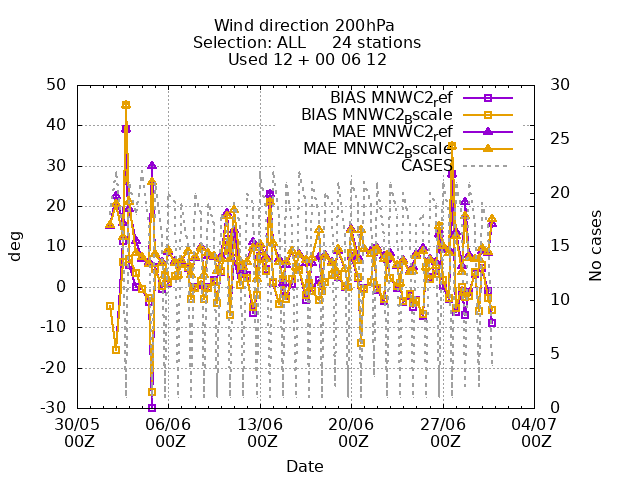 Wind direction 200hPa
Selection: ALL 24 stations
Used 12 + 00 06 12
50
40
30
20
10
0
-10
-20
-30
30
25
20
15
10
5
0
deg
No cases
BIAS MNWC2ref
BIAS MNWC2Bscale
MAE MNWC2ref
MAE MNWC2Bscale
CASES
30/05 06/06 13/06 20/06 27/06 04/07
00Z 00Z 00Z 00Z 00Z 00Z
Date